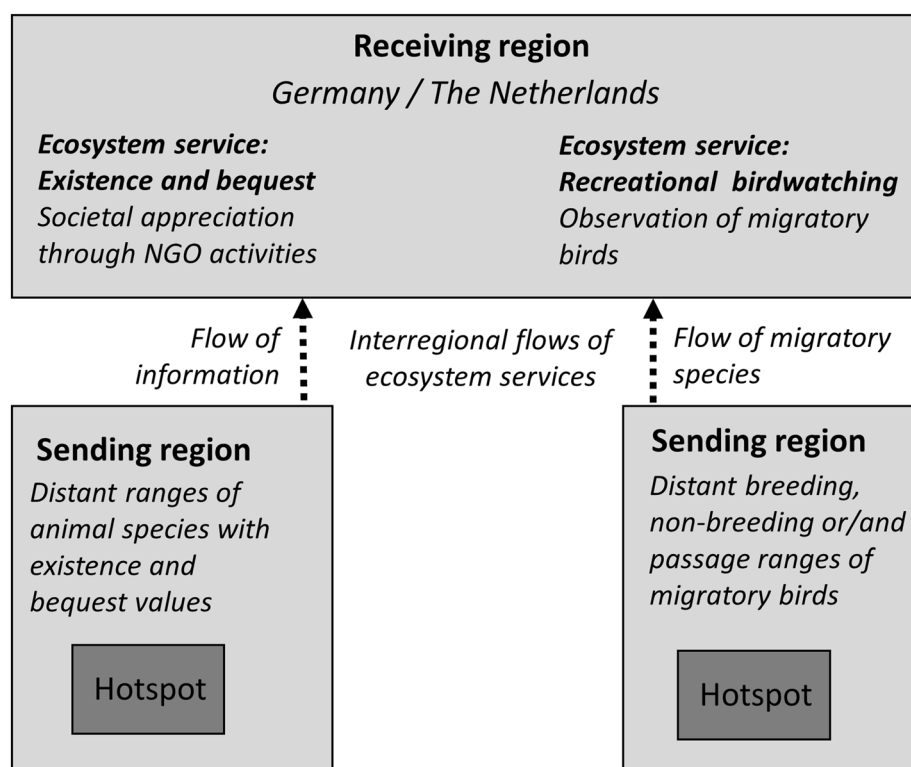 Receiving region
Germany / The Netherlands
Ecosystem service:
Existence and bequest
Societal appreciation
through NGO activities
Ecosystem service:
Recreational birdwatching
Observation of migratory
birds
Flow of
information
Interregional flows of
ecosystem services
Flow of migratory
species
Sending region
Distant ranges of
animal species with
existence and
bequest values
Hotspot
Sending region
Distant breeding,
non-breeding or/and
passage ranges of
migratory birds
Hotspot